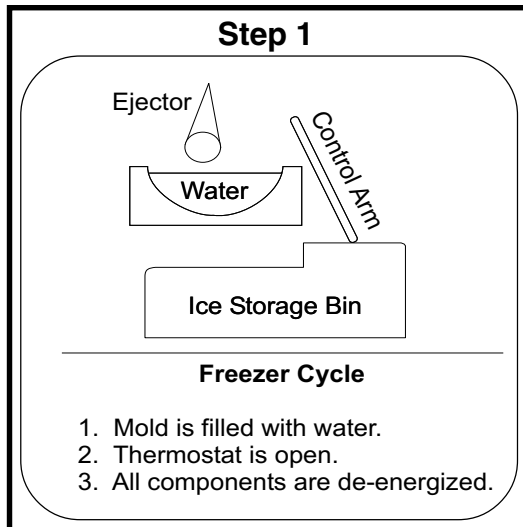 Step 1
Ejector
Control Arm
Water
Ice Storage Bin
Freezer Cycle
1. Mold is filled with water.
2. Thermostat is open.
3. All components are de-energized.